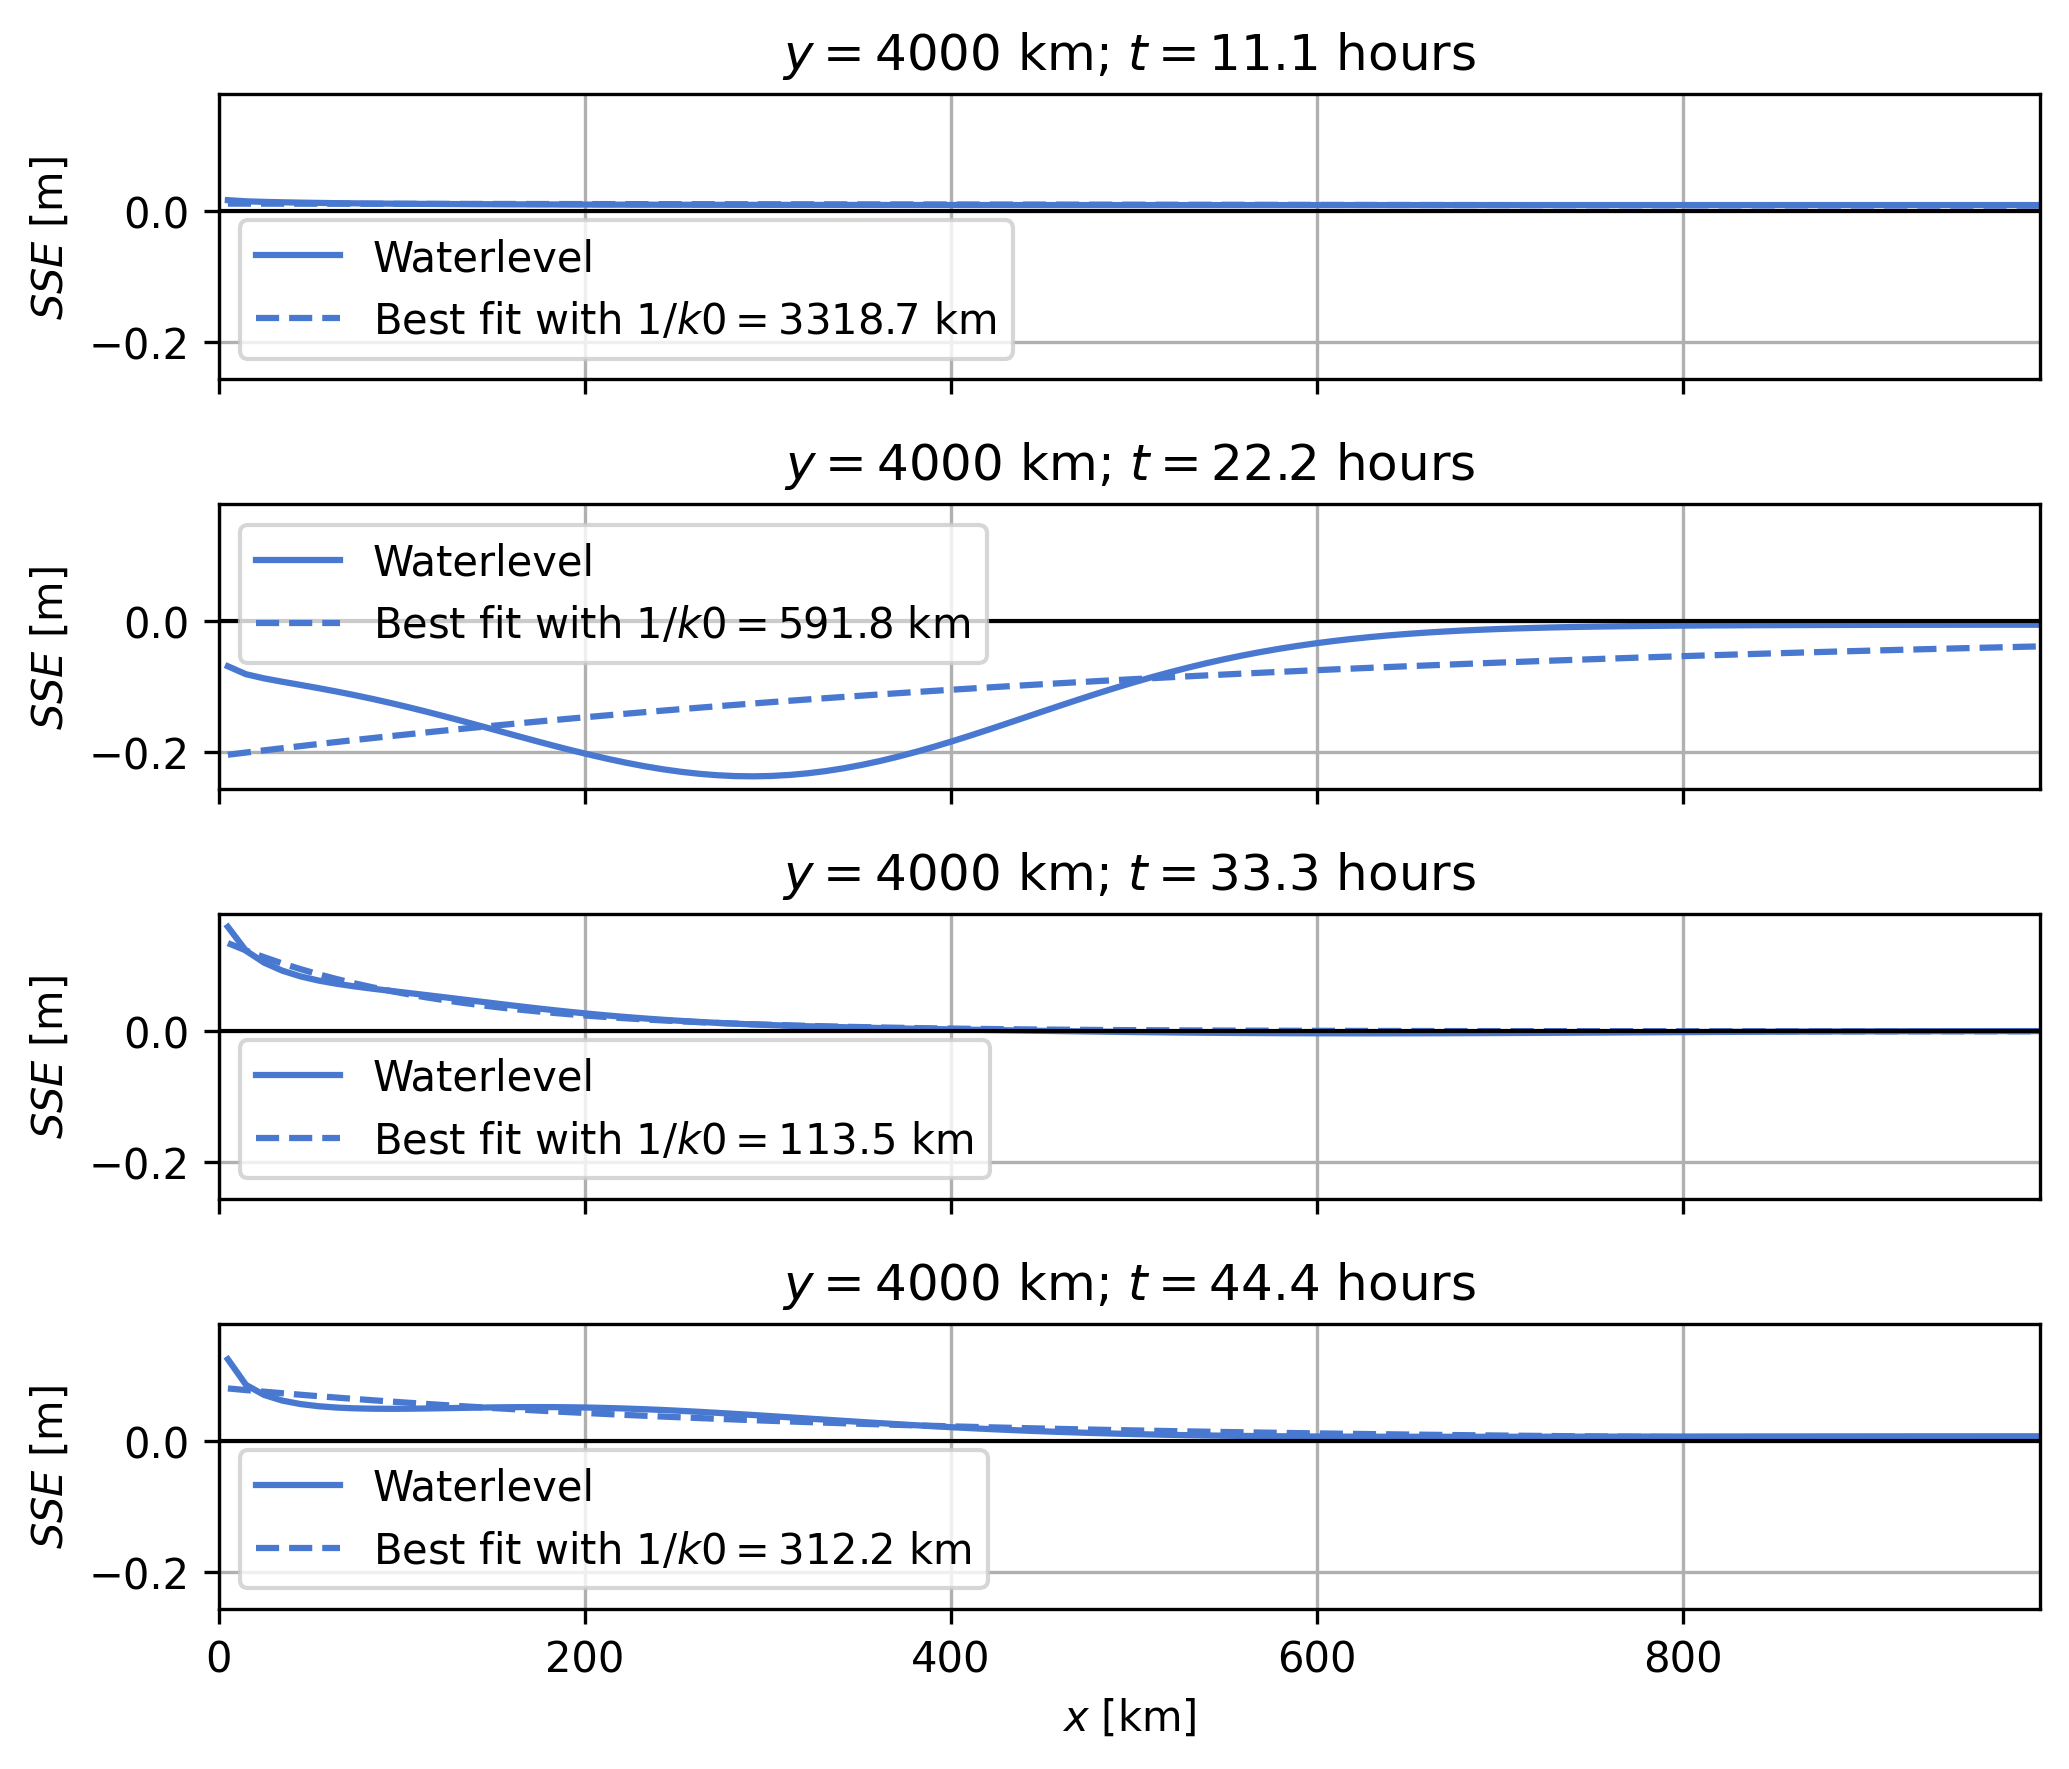 y = 4000 km; t = 11.1 hours
SSE [m]
0.0
−0.2
Waterlevel
Best fit with 1/k0 = 3318.7 km
y = 4000 km; t = 22.2 hours
SSE [m]
0.0
−0.2
Waterlevel
Best fit with 1/k0 = 591.8 km
y = 4000 km; t = 33.3 hours
SSE [m]
0.0
−0.2
Waterlevel
Best fit with 1/k0 = 113.5 km
y = 4000 km; t = 44.4 hours
SSE [m]
0.0
−0.2
Waterlevel
Best fit with 1/k0 = 312.2 km
0 200 400 600 800
x [km]